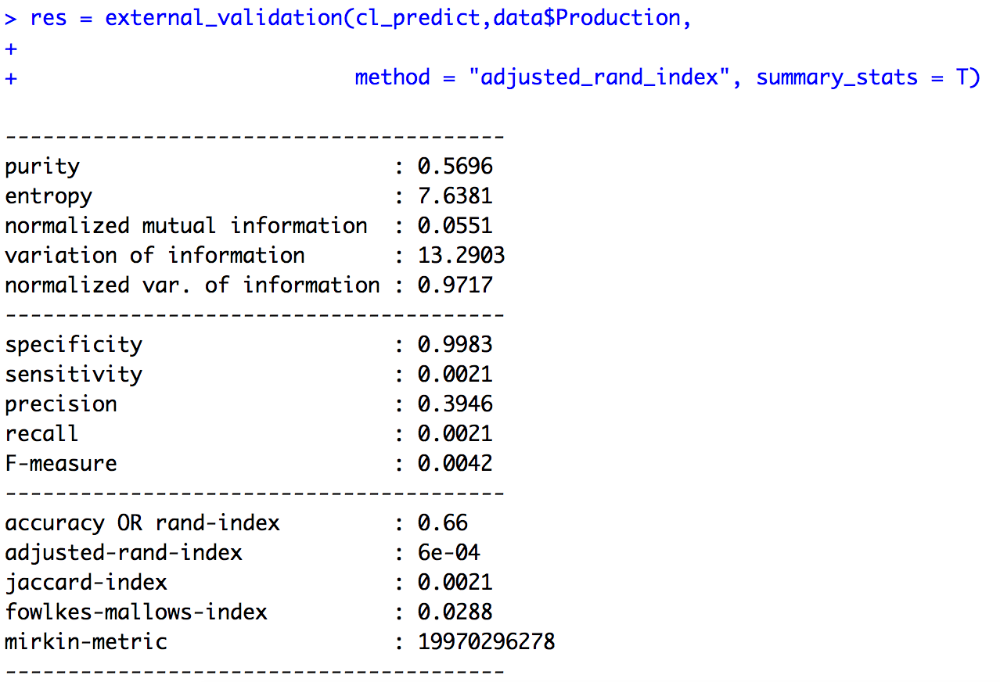 > res = external_validation(cl_predict,data$Production,
+
+                            method = "adjusted_rand_index", summary_stats = T)
----------------------------------------
purity                         : 0.5696
entropy                        : 7.6381
normalized mutual information  : 0.0551
variation of information       : 13.2903
normalized var. of information : 0.9717
----------------------------------------
specificity                    : 0.9983
sensitivity                    : 0.0021
precision                      : 0.3946
recall                         : 0.0021
F-measure                      : 0.0042
----------------------------------------
accuracy OR rand-index         : 0.66
adjusted-rand-index            : 6e-04
jaccard-index                  : 0.0021
fowlkes-mallows-index          : 0.0288
mirkin-metric                  : 19970296278
----------------------------------------